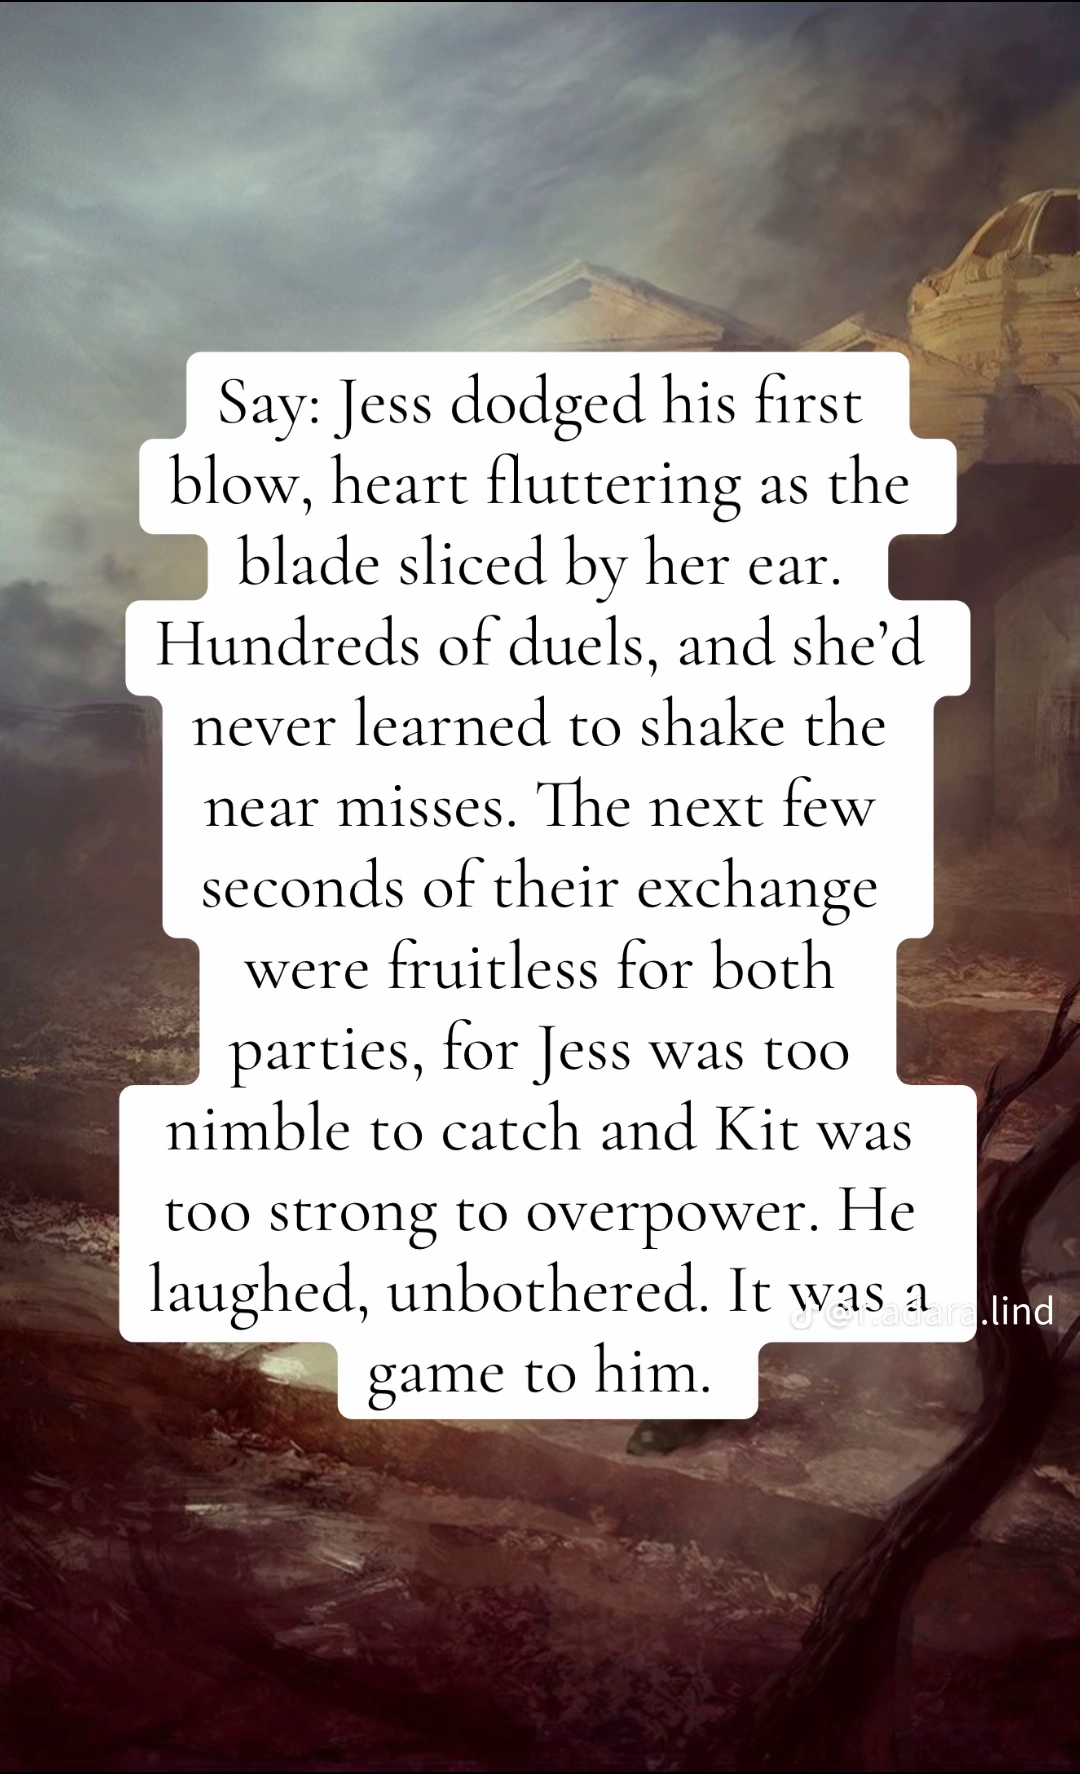 Say: Jess dodged his first
blow, heart fluttering as the
blade sliced by her ear.
Hundreds of duels, and she’d
never learned to shake the
near misses. The next few
seconds of their exchange
were fruitless for both
parties, for Jess was too
nimble to catch and Kit was
too strong to overpower. He
laughed, unbothered. It was a
game to him.
@r.adara.lind